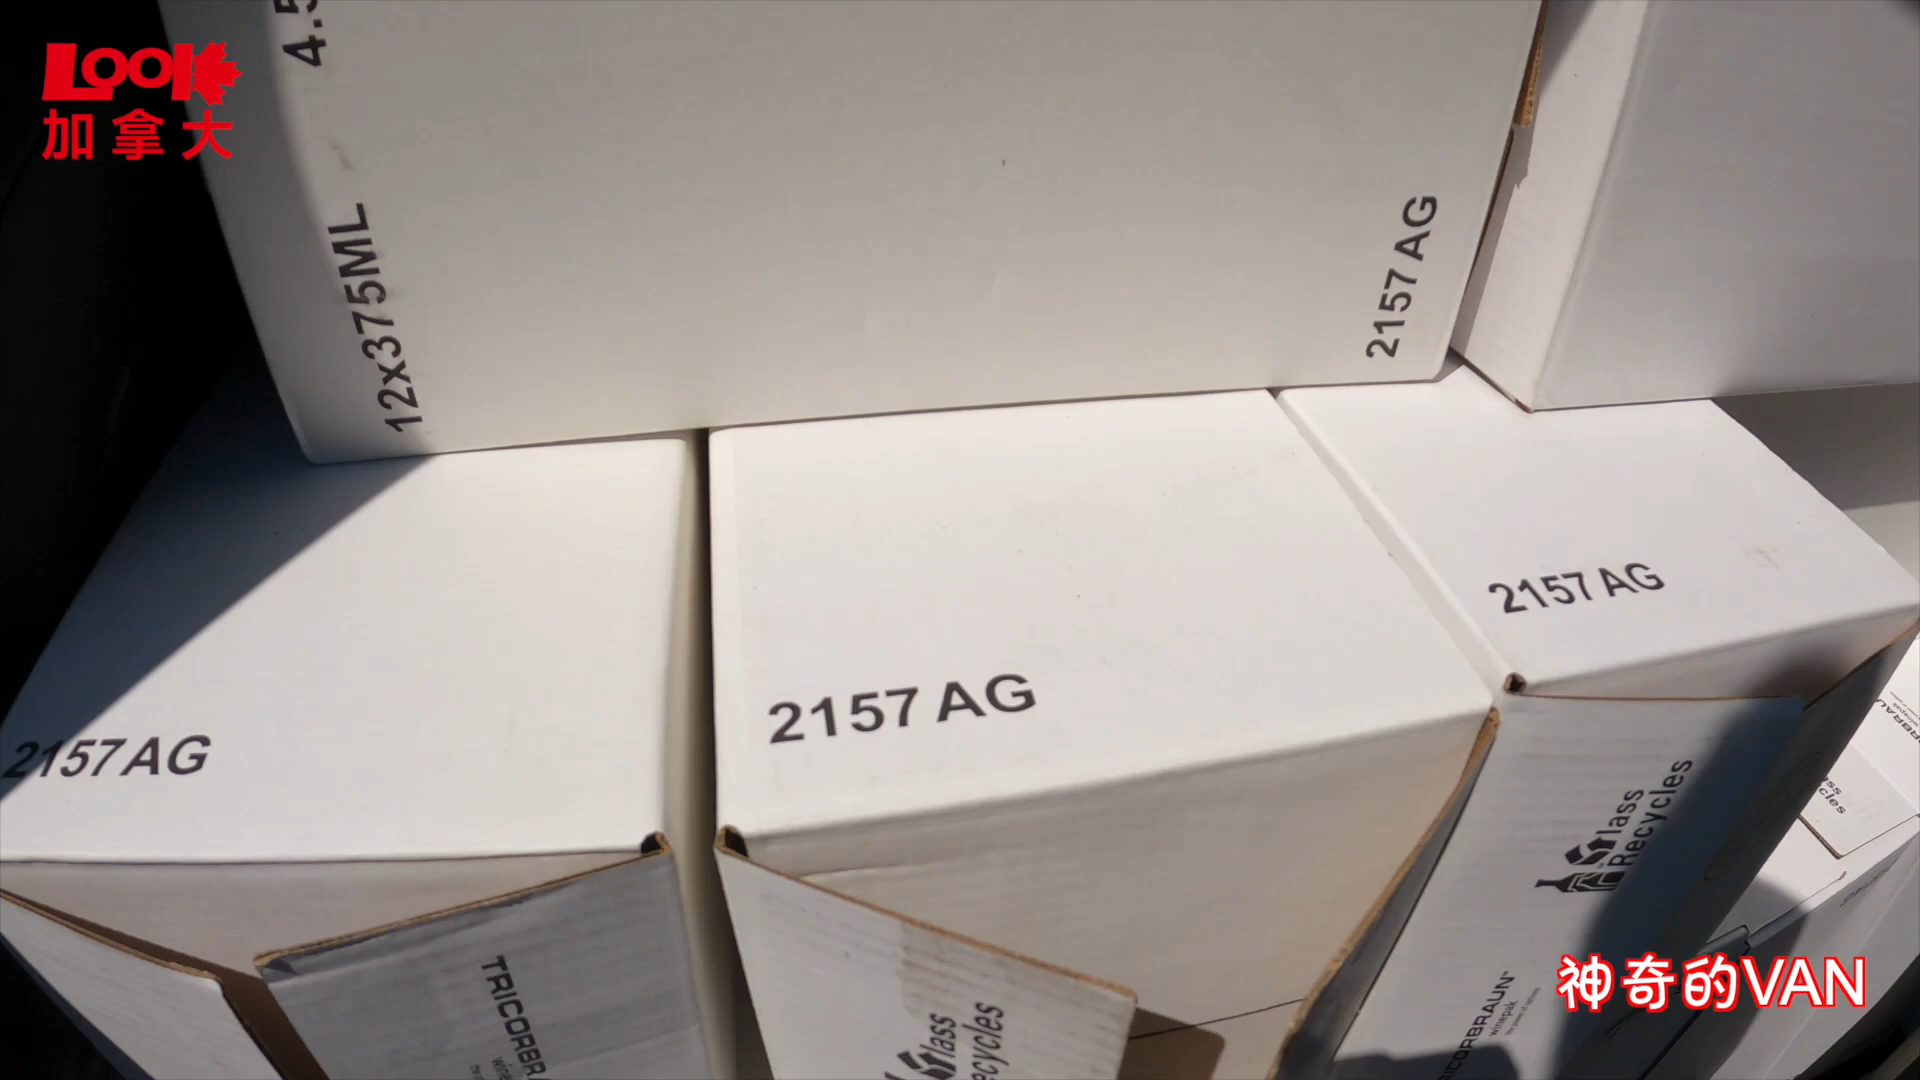 LOOK
加拿大
4.5
12x375ML
2157 AG
2157 AG
2157 AG
2157 AG
Glass
Recycles
TRICORBRAUN
winepak
TRICORBRA
Glass
Recycles
神奇的VAN